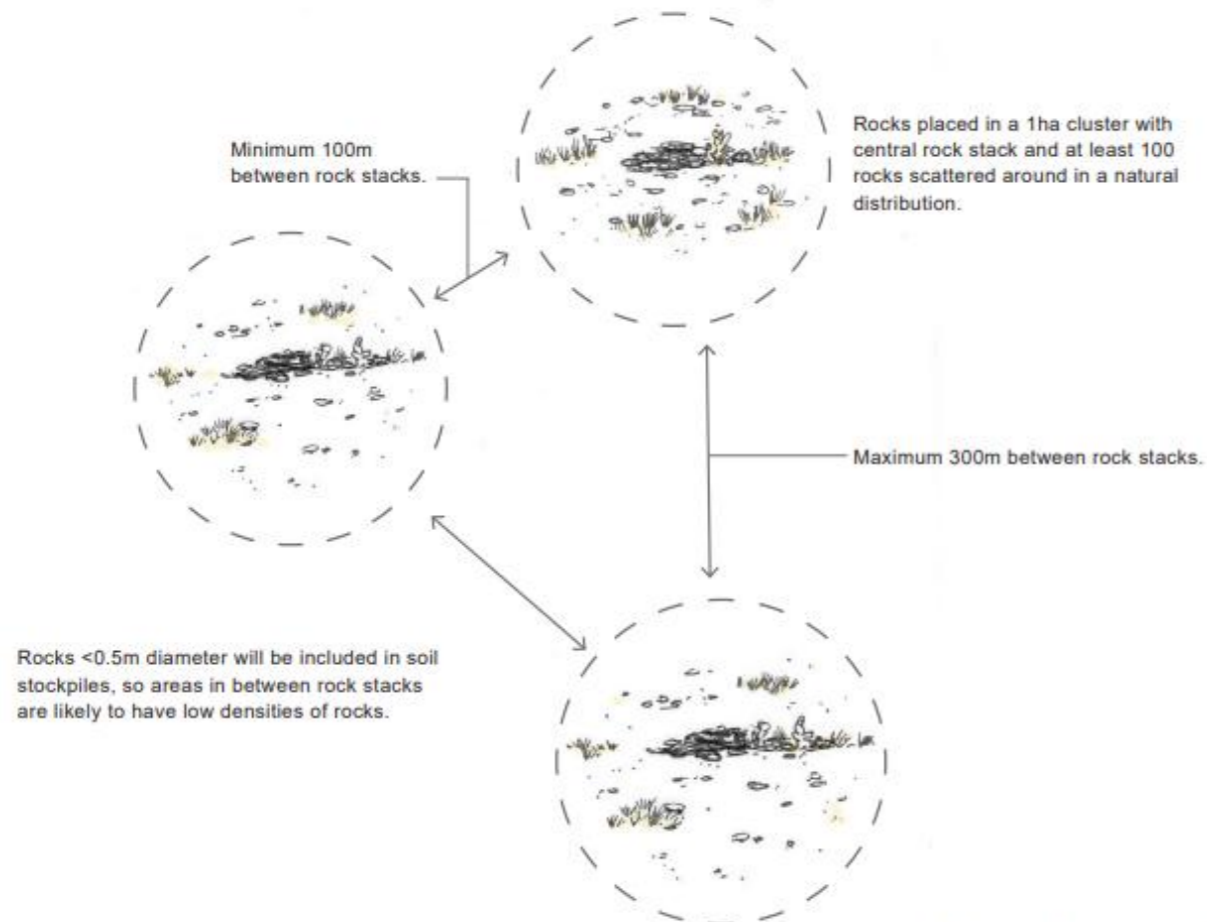 Minimum 100m
between rock stacks.
Rocks placed in a 1ha cluster with
central rock stack and at least 100
rocks scattered around in a natural
distribution.
Maximum 300m between rock stacks.
Rocks <0.5m diameter will be included in soil
stockpiles, so areas in between rock stacks
are likely to have low densities of rocks.